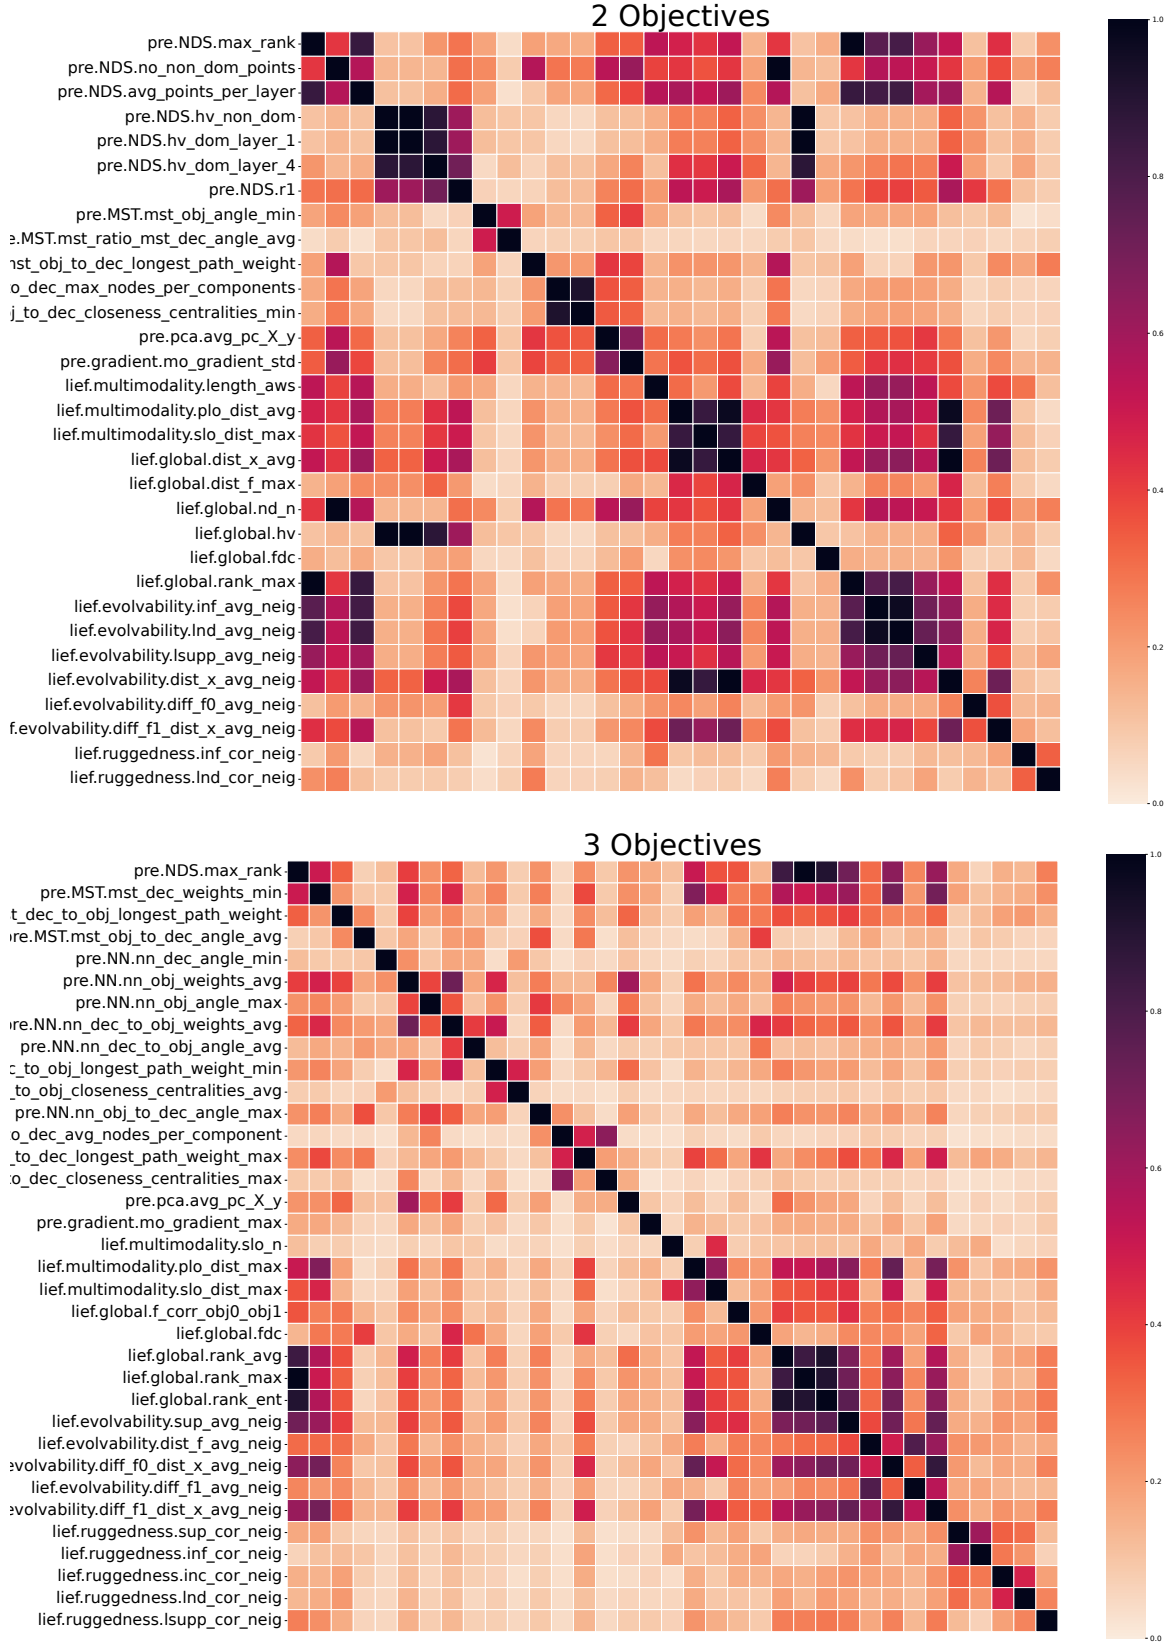 2 Objectives
pre.NDS.max_rank
pre.NDS.no_non_dom_points
pre.NDS.avg_points_per_layer
pre.NDS.hv_non_dom
pre.NDS.hv_dom_layer_1
pre.NDS.hv_dom_layer_4
pre.NDS.r1
pre.MST.mst_obj_angle_min
e.MST.mst_ratio_mst_dec_angle_avg
nst_obj_to_dec_longest_path_weight
o_dec_max_nodes_per_components
j_to_dec_closeness_centralities_min
pre.pca.avg_pc_X_y
pre.gradient.mo_gradient_std
lief.multimodality.length_aws
lief.multimodality.plo_dist_avg
lief.multimodality.slo_dist_max
lief.global.dist_x_avg
lief.global.dist_f_max
lief.global.nd_n
lief.global.hv
lief.global.fdc
lief.global.rank_max
lief.evolvability.inf_avg_neig
lief.evolvability.lnd_avg_neig
lief.evolvability.lsupp_avg_neig
lief.evolvability.dist_x_avg_neig
lief.evolvability.diff_f0_avg_neig
f.evolvability.diff_f1_dist_x_avg_neig
lief.ruggedness.inf_cor_neig
lief.ruggedness.lnd_cor_neig
1.0
0.8
0.6
0.4
0.2
0.0
3 Objectives
pre.NDS.max_rank
pre.MST.mst_dec_weights_min
t_dec_to_obj_longest_path_weight
ore.MST.mst_obj_to_dec_angle_avg
pre.NN.nn_dec_angle_min
pre.NN.nn_obj_weights_avg
pre.NN.nn_obj_angle_max
ore.NN.nn_dec_to_obj_weights_avg
pre.NN.nn_dec_to_obj_angle_avg
c_to_obj_longest_path_weight_min
_to_obj_closeness_centralities_avg
pre.NN.nn_obj_to_dec_angle_max
o_dec_avg_nodes_per_component
_to_dec_longest_path_weight_max
to_dec_closeness_centralities_max
pre.pca.avg_pc_X_y
pre.gradient.mo_gradient_max
lief.multimodality.slo_n
lief.multimodality.plo_dist_max
lief.multimodality.slo_dist_max
lief.global.f_corr_obj0_obj1
lief.global.fdc
lief.global.rank_avg
lief.global.rank_max
lief.global.rank_ent
lief.evolvability.sup_avg_neig
lief.evolvability.dist_f_avg_neig
evolvability.diff_f0_dist_x_avg_neig
lief.evolvability.diff_f1_avg_neig
evolvability.diff_f1_dist_x_avg_neig
lief.ruggedness.sup_cor_neig
lief.ruggedness.inf_cor_neig
lief.ruggedness.inc_cor_neig
lief.ruggedness.lnd_cor_neig
lief.ruggedness.lsupp_cor_neig
1.0
0.8
0.6
0.4
0.2
0.0